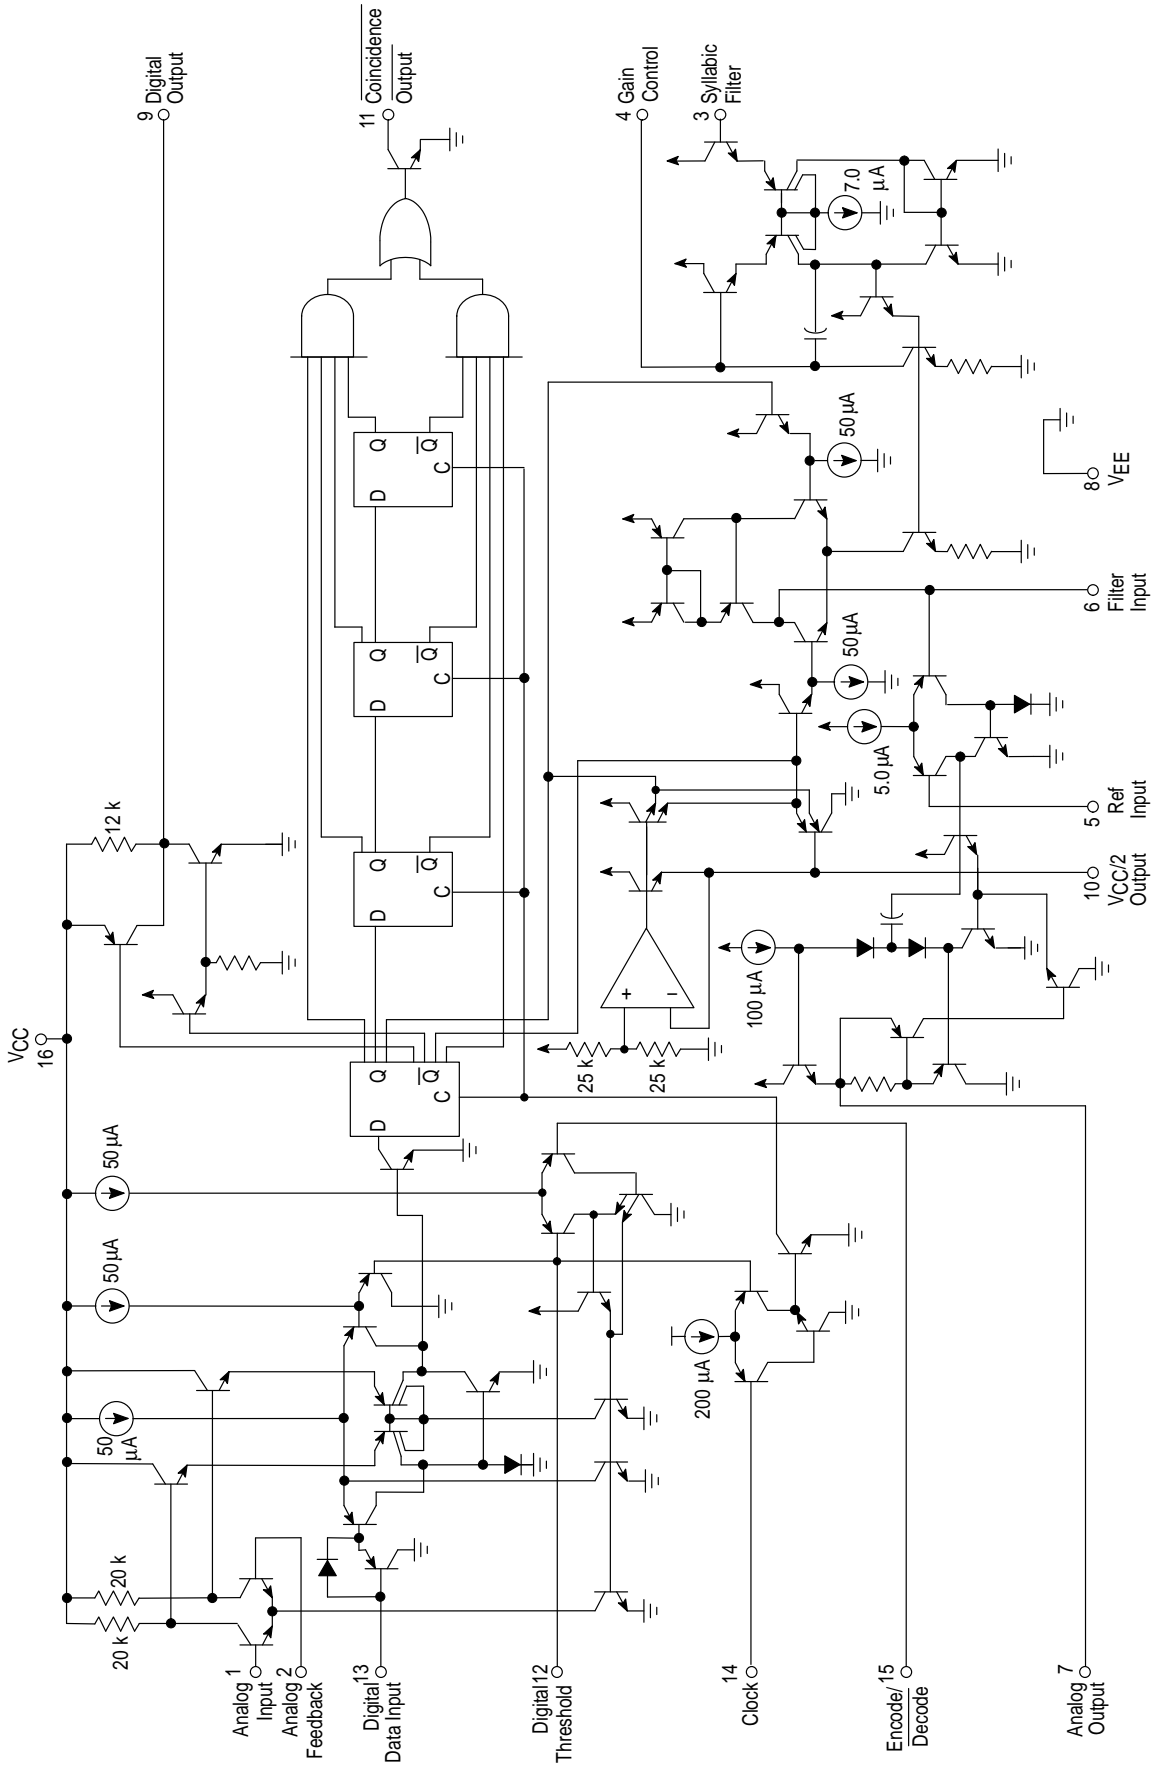 VCC
16
9 Digital
Output
12 k
11 Coincidence
Output
50 µA
50 µA
50
µA
20 k
20 k
D
Q
Q
C
D
Q
Q
C
D
Q
Q
C
D
Q
Q
C
4 Gain
Control
3 Syllabic
Filter
7.0
µA
50 µA
50 µA
5.0 µA
100 µA
200 µA
25 k
25 k
+
−
8
VEE
6
Filter
Input
5
Ref
Input
10
VCC/2
Output
Analog
Input
1
Analog
Feedback
2
Digital
Data Input
13
Digital
Threshold
12
Clock
14
Encode/
Decode
15
Analog
Output
7